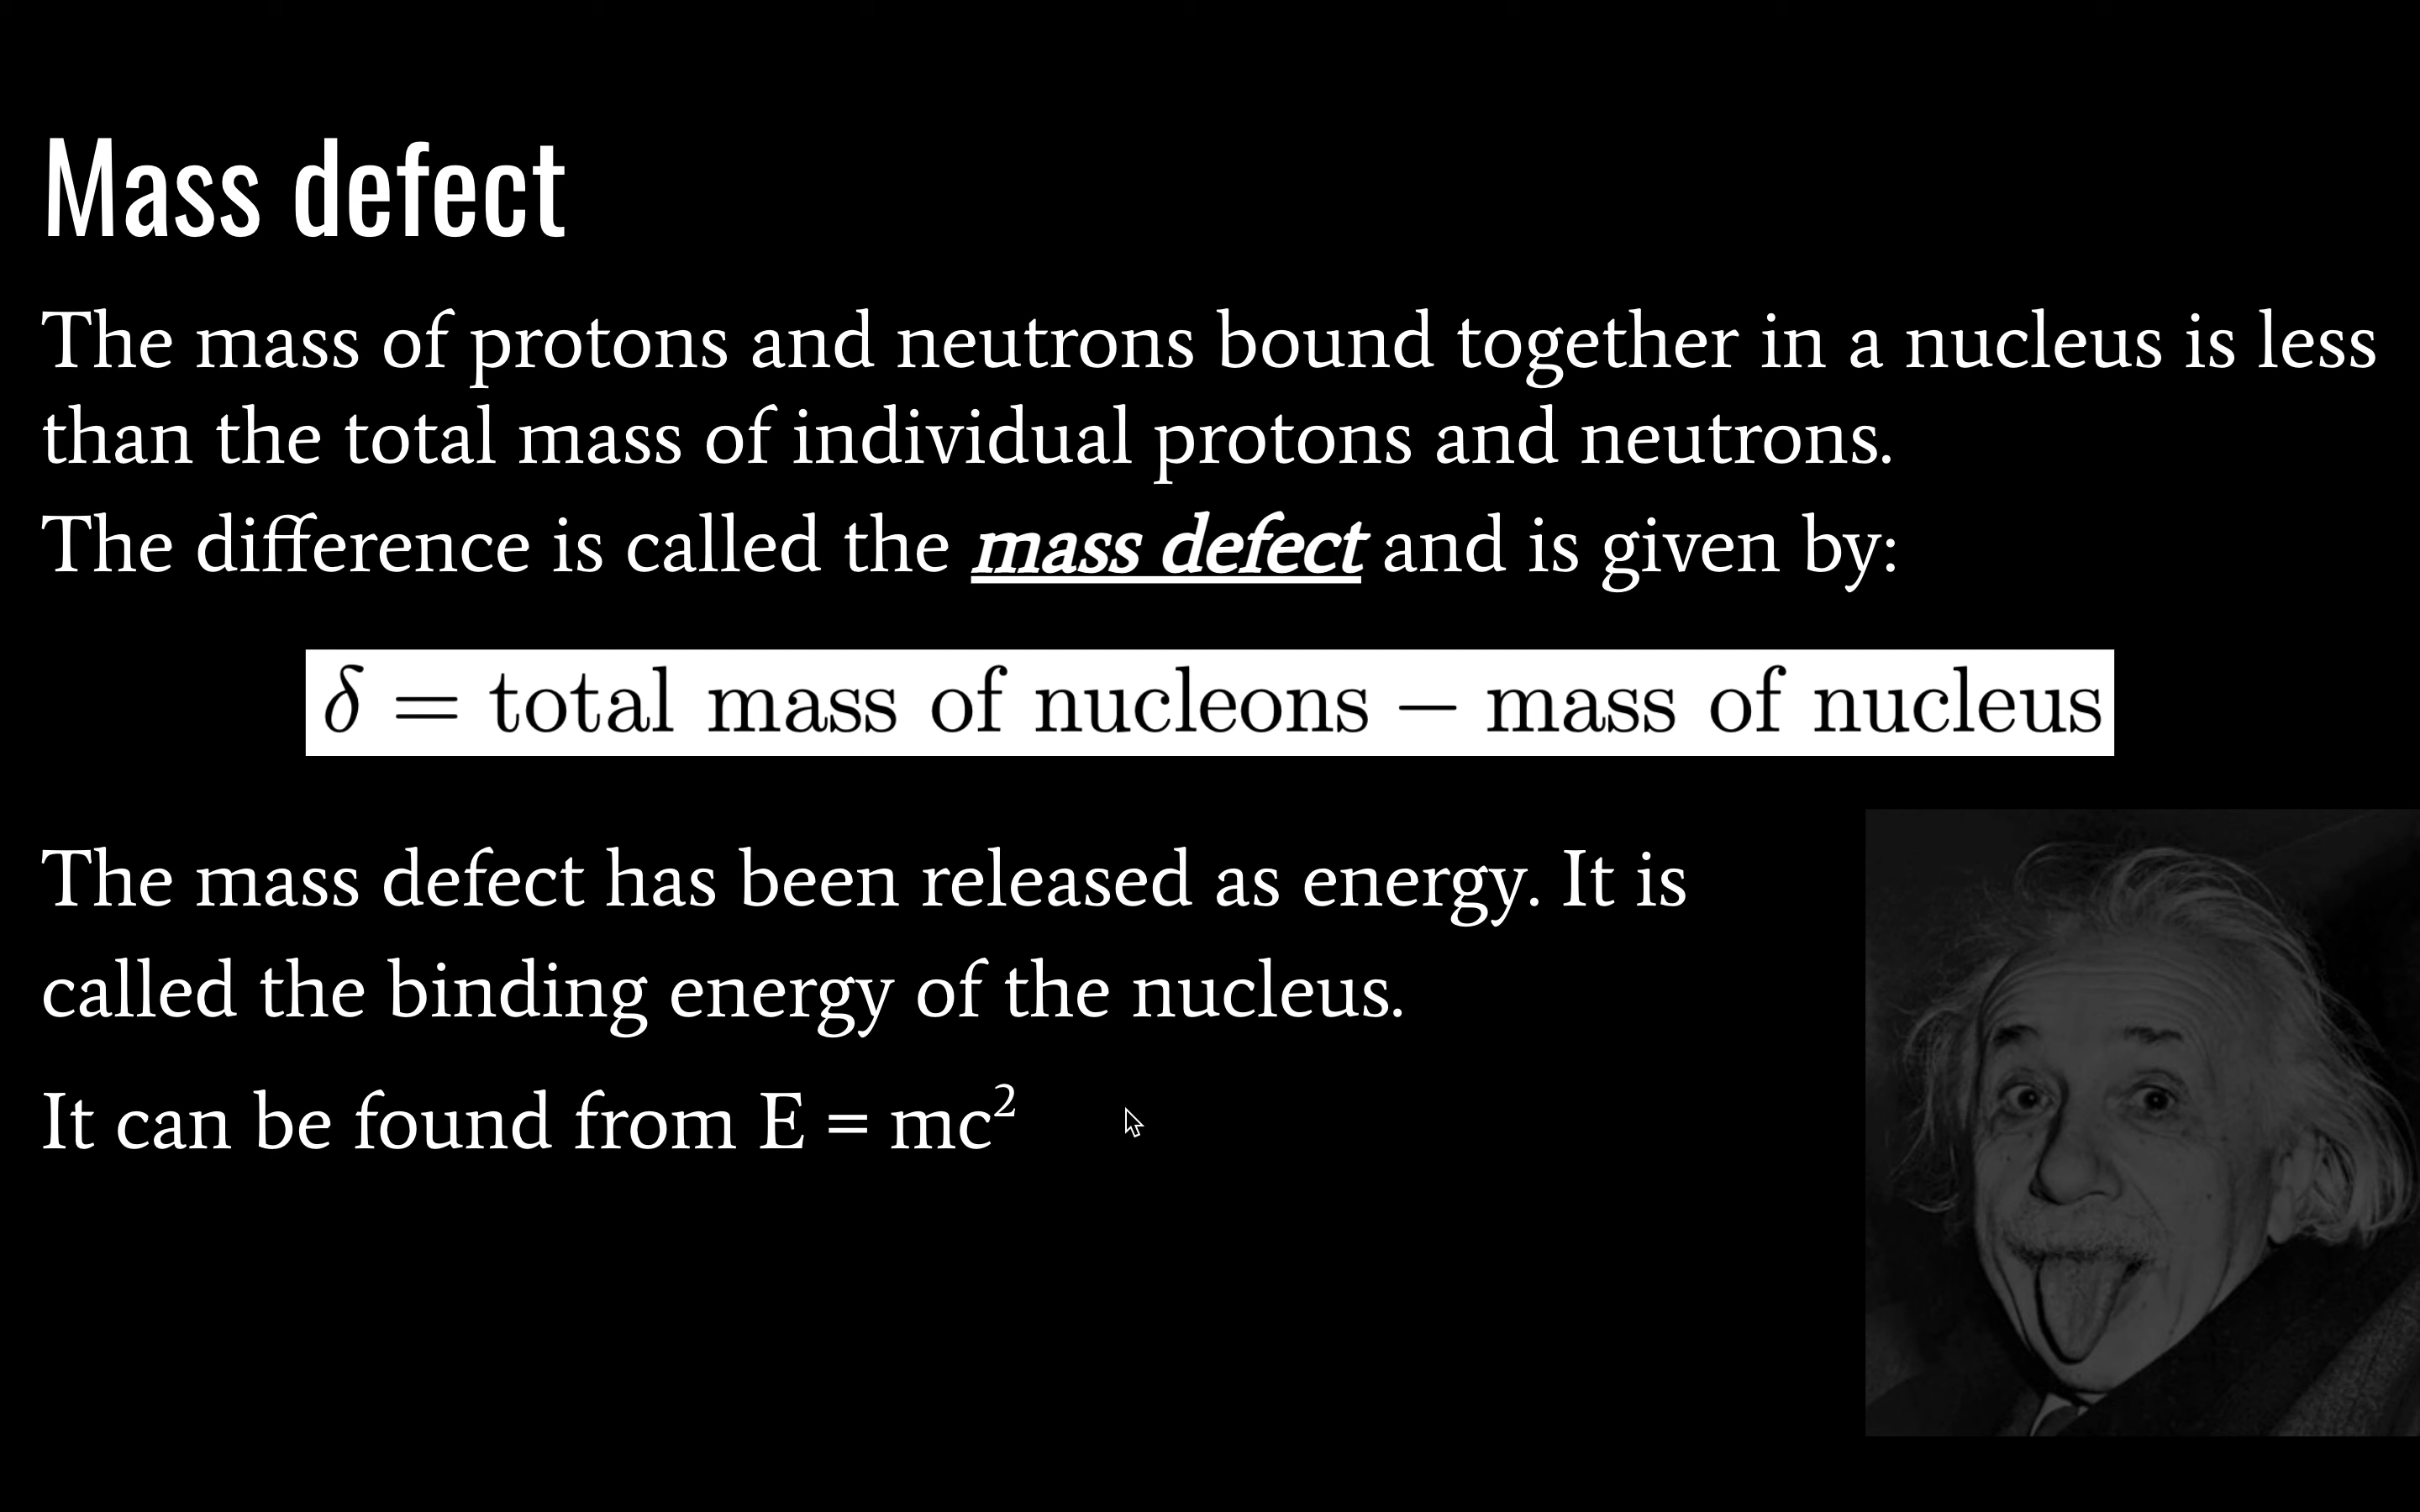 Mass defect
The mass of protons and neutrons bound together in a nucleus is less
than the total mass of individual protons and neutrons.
The difference is called the mass defect and is given by:
δ = total mass of nucleons − mass of nucleus
The mass defect has been released as energy. It is
called the binding energy of the nucleus.
It can be found from E = mc²